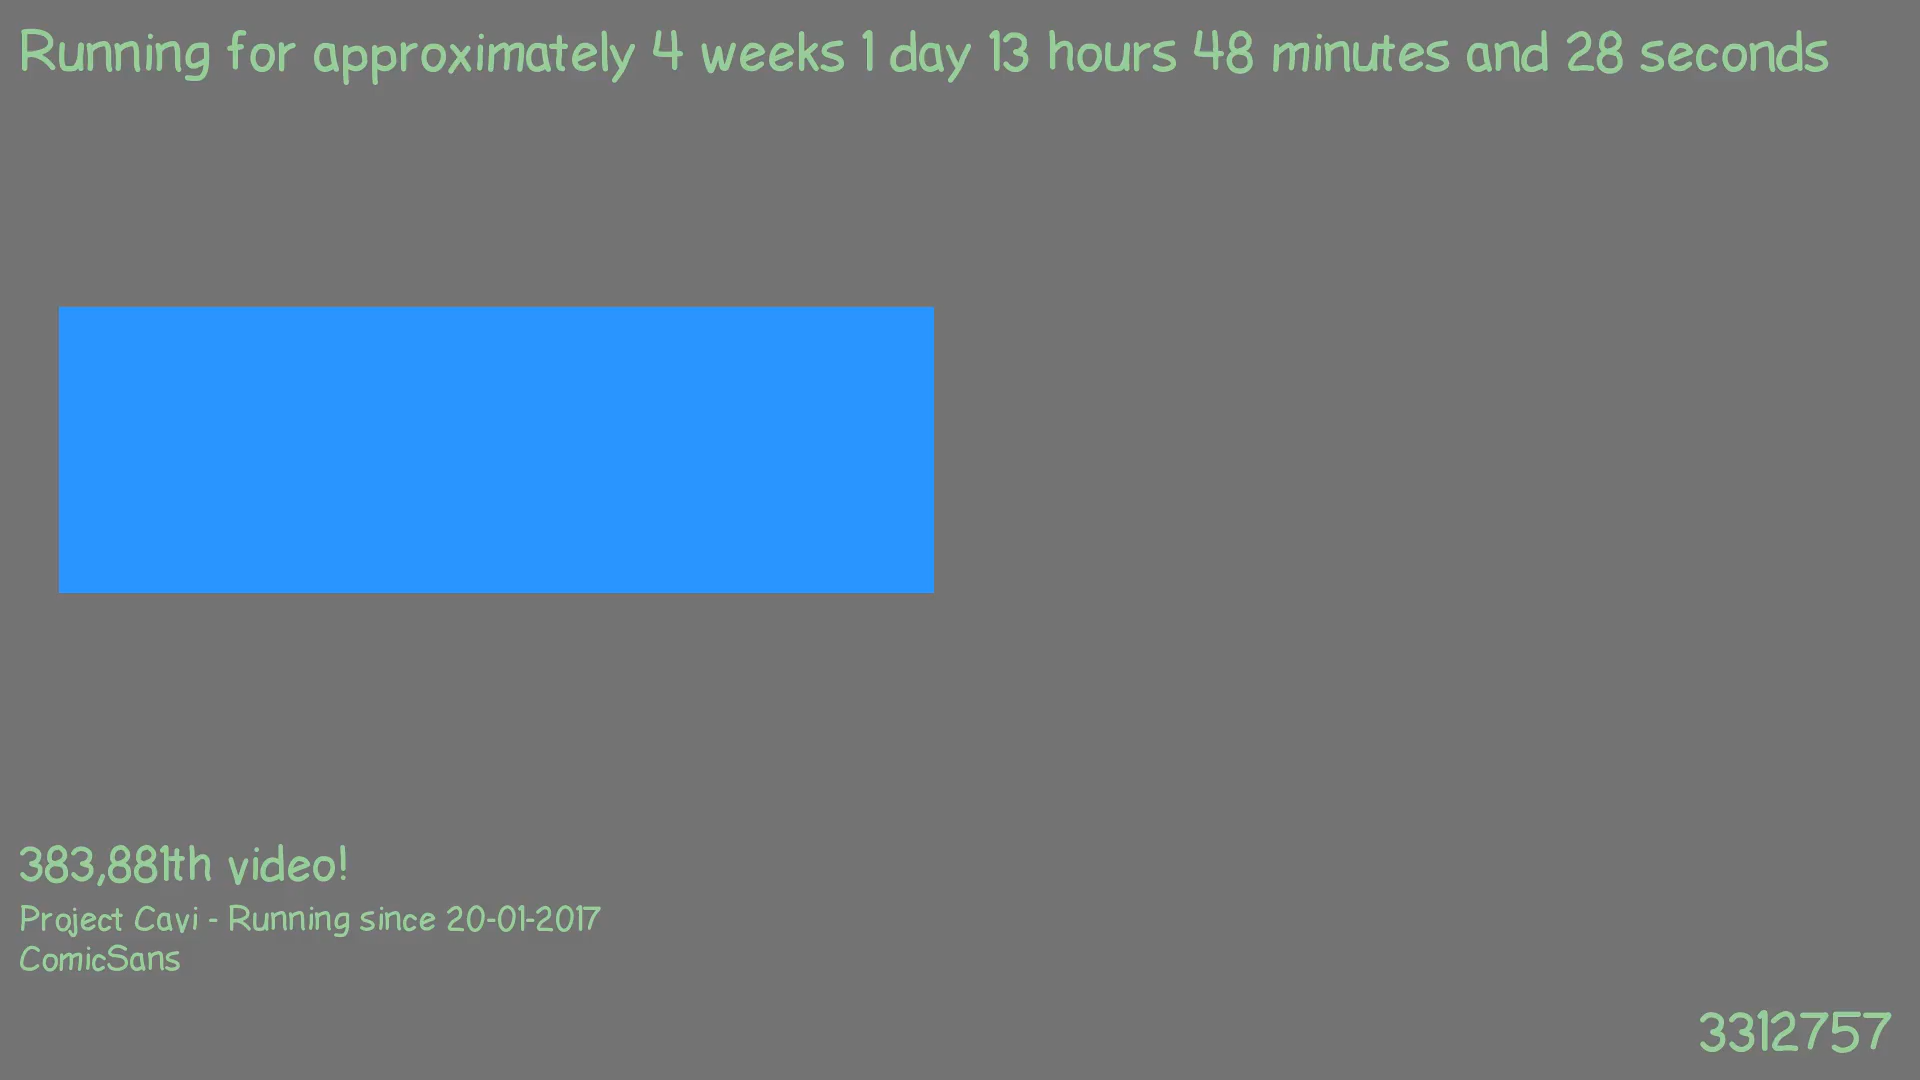 Running for approximately 4 weeks 1 day 13 hours 48 minutes and 28 seconds
383,881th video!
Project Cavi - Running since 20-01-2017
ComicSans
3312757